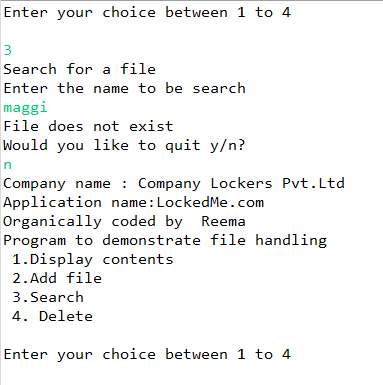 Enter your choice between 1 to 4
3
Search for a file
Enter the name to be search
maggi
File does not exist
Would you like to quit y/n?
n
Company name : Company Lockers Pvt.Ltd
Application name:LockedMe.com
Organically coded by  Reema
Program to demonstrate file handling
 1.Display contents
 2.Add file
 3.Search
 4. Delete
Enter your choice between 1 to 4